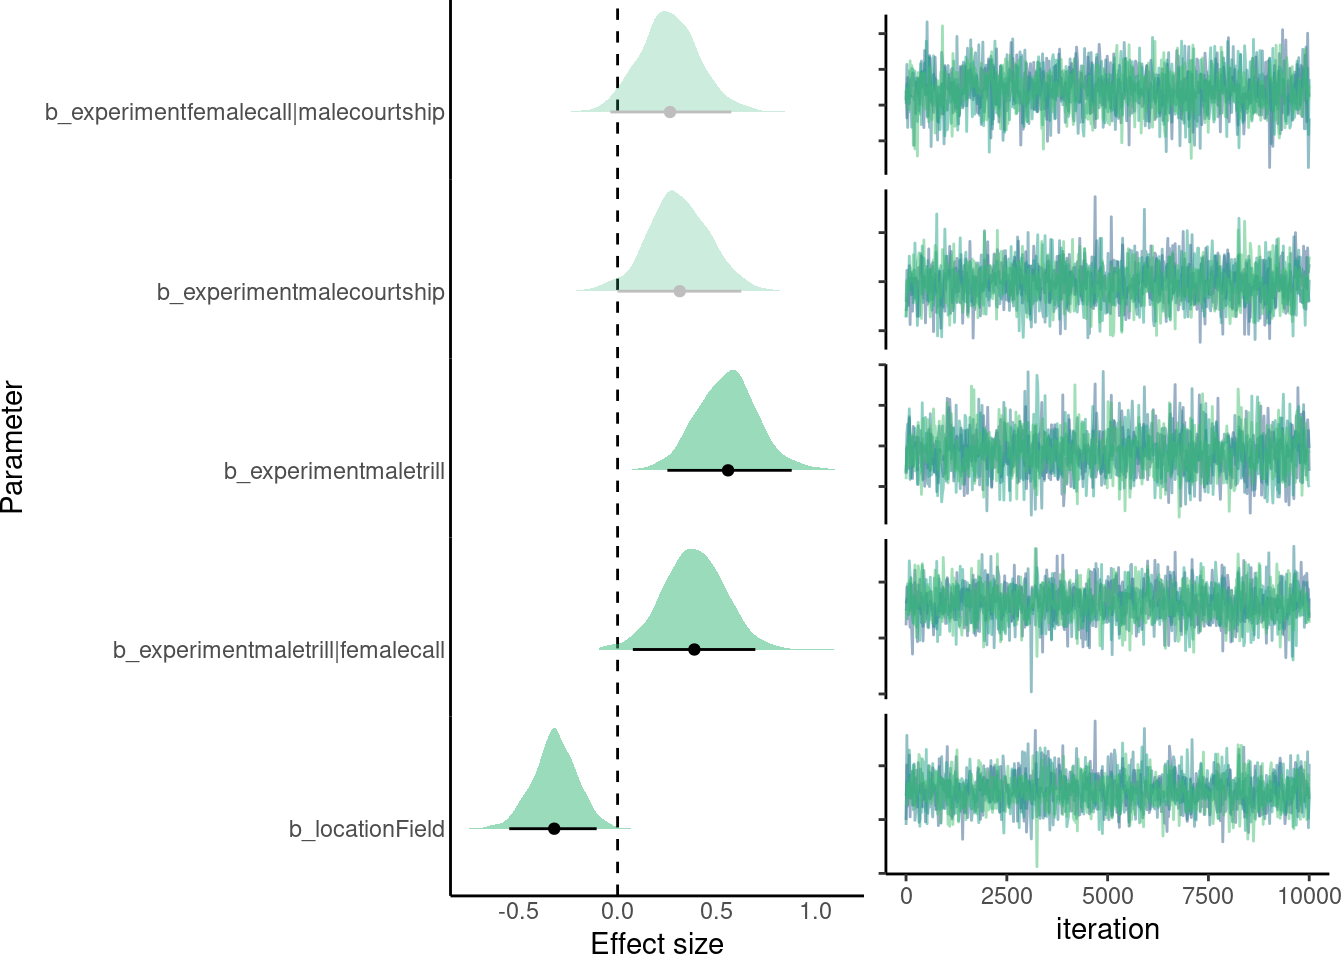 Parameter
b_experimentfemalecall|malecourtship
b_experimentmalecourtship
b_experimentmaletrill
b_experimentmaletrill|femalecall
b_locationField
-0.5 0.0 0.5 1.0
Effect size
0 2500 5000 7500 10000
iteration